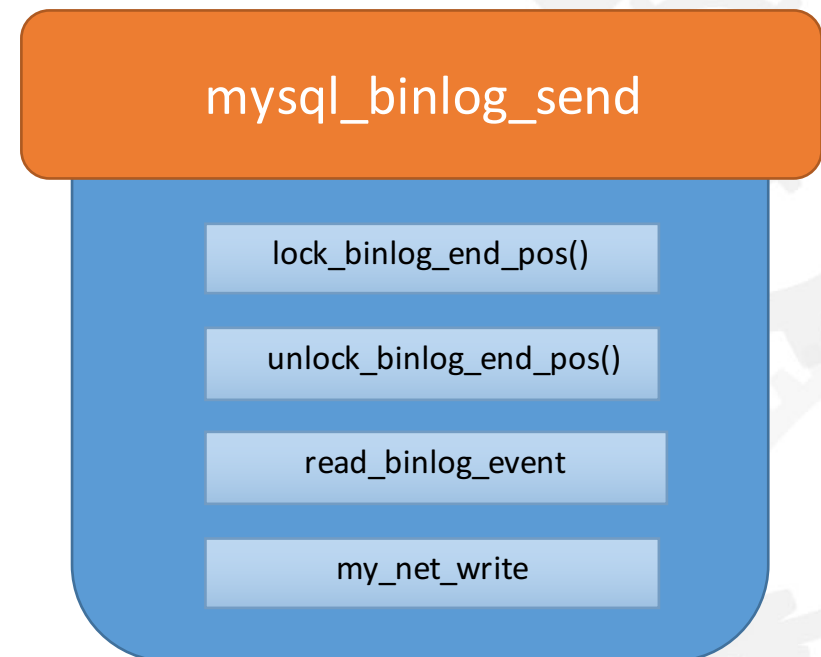 mysql_binlog_send
lock_binlog_end_pos()
unlock_binlog_end_pos()
read_binlog_event
my_net_write